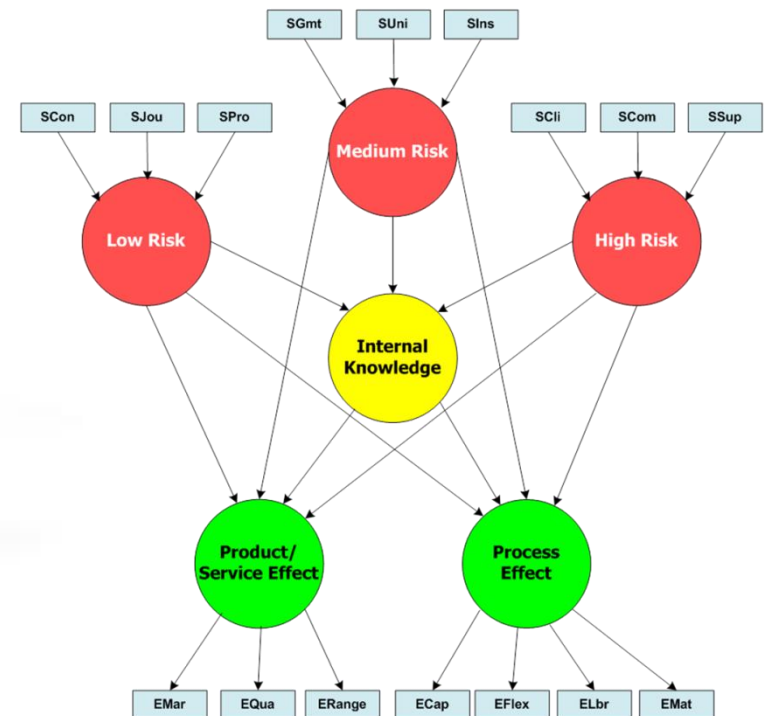 SGmt
SUni
SIns
SCon
SJou
SPro
SCli
SCom
SSup
Medium Risk
Low Risk
High Risk
Internal
Knowledge
Product/
Service Effect
Process
Effect
EMar
EQua
ERange
ECap
EFlex
ELbr
EMat